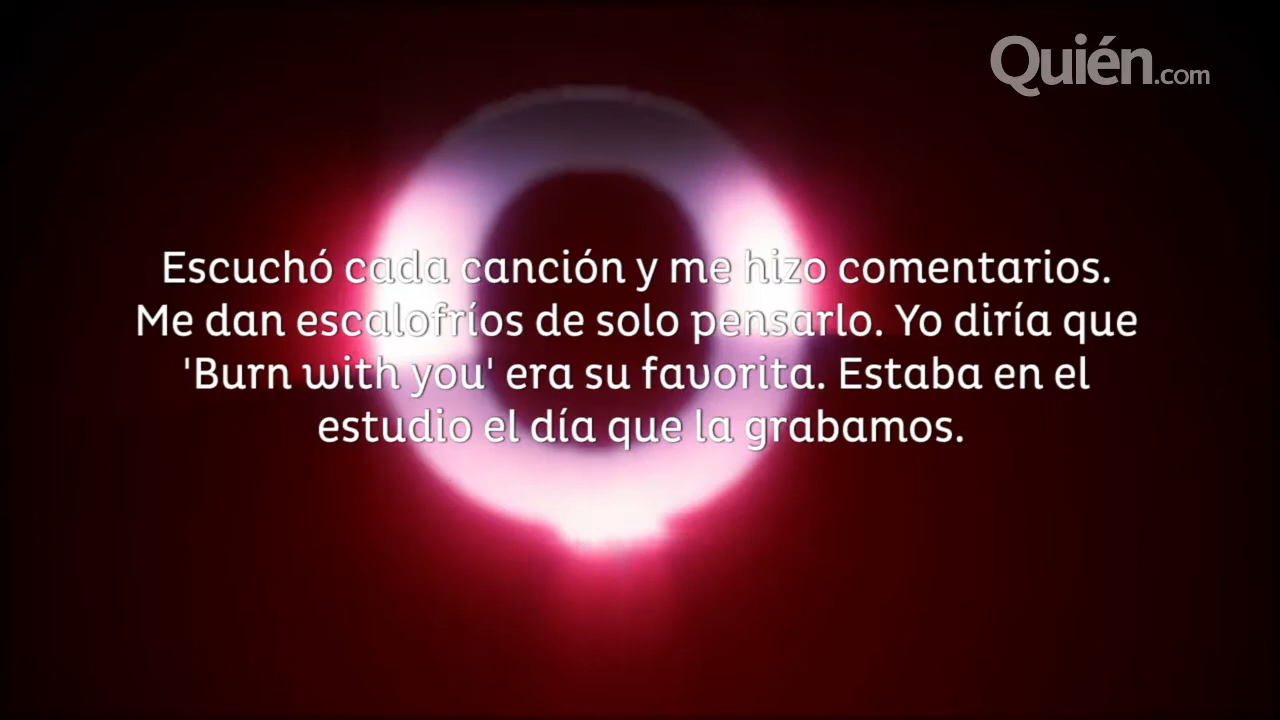 Quién.com
Escuchó cada canción y me hizo comentarios.
Me dan escalofríos de solo pensarlo. Yo diría que
'Burn with you' era su favorita. Estaba en el
estudio el día que la grabamos.